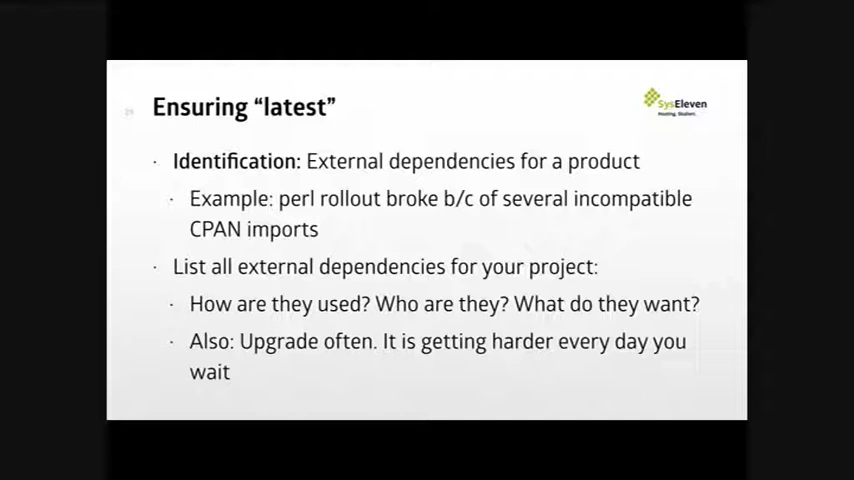 Ensuring “latest”
SysEleven
· Identification: External dependencies for a product
· Example: perl rollout broke b/c of several incompatible
CPAN imports
· List all external dependencies for your project:
· How are they used? Who are they? What do they want?
· Also: Upgrade often. It is getting harder every day you
wait